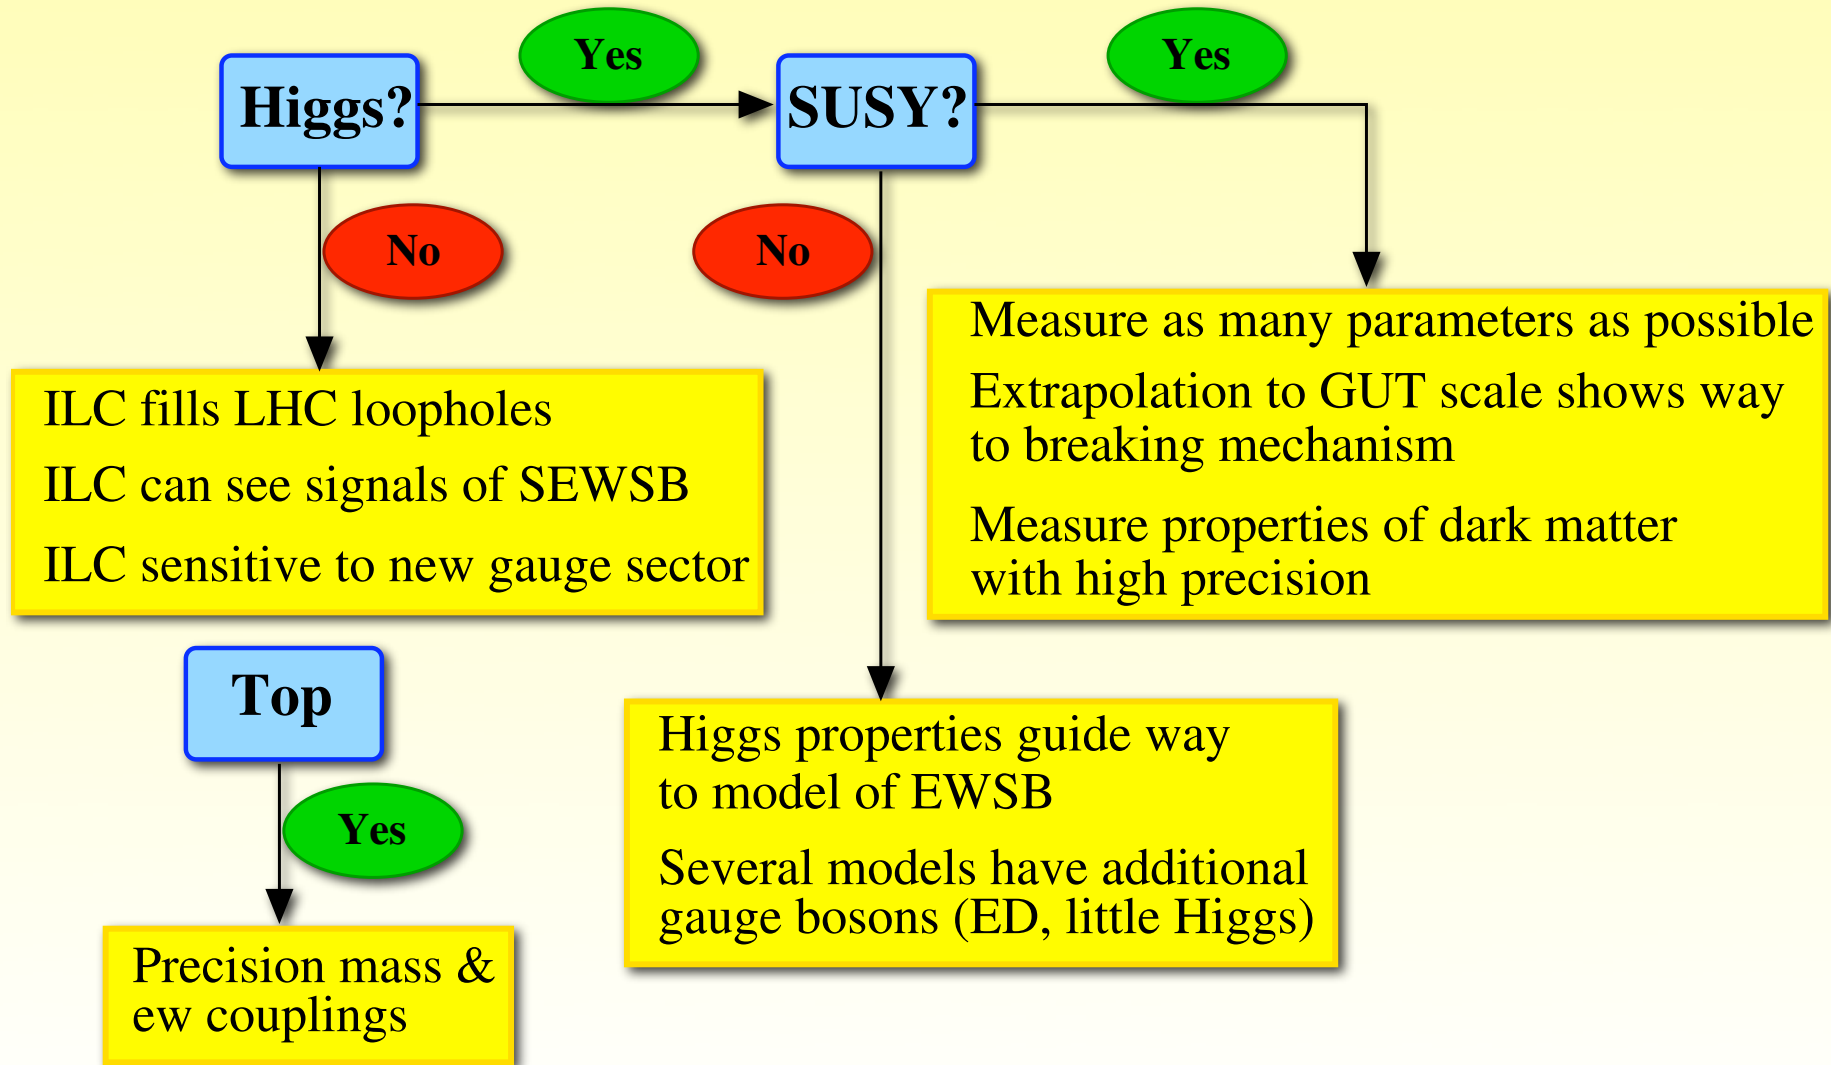 Yes
Yes
Higgs?
SUSY?
No
No
Measure as many parameters as possible
Extrapolation to GUT scale shows way
to breaking mechanism
Measure properties of dark matter
with high precision
ILC fills LHC loopholes
ILC can see signals of SEWSB
ILC sensitive to new gauge sector
Top
Yes
Precision mass &
ew couplings
Higgs properties guide way
to model of EWSB
Several models have additional
gauge bosons (ED, little Higgs)